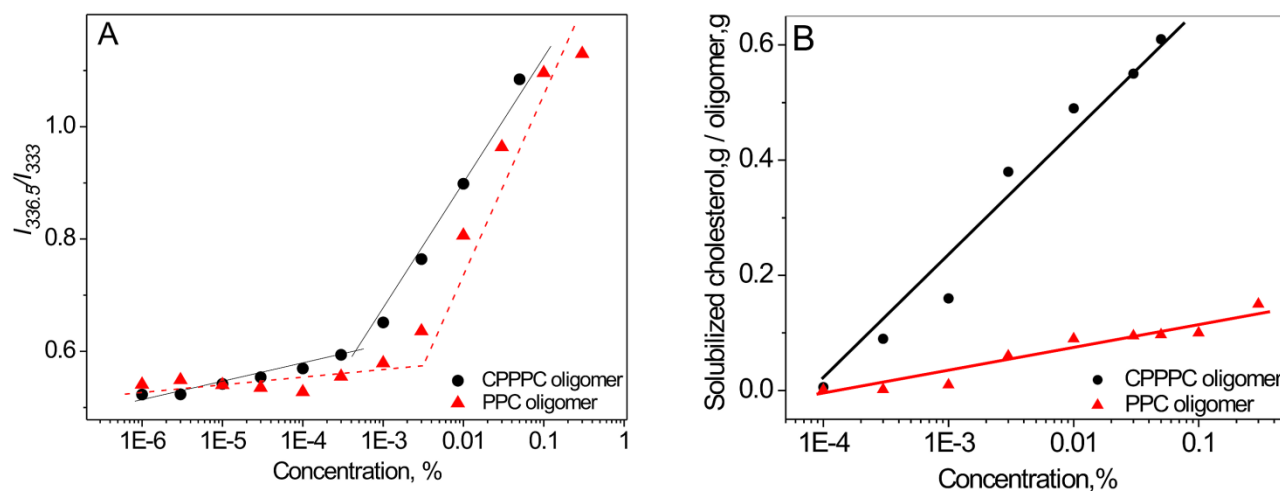 A
I336.5/I333
1.0
0.8
0.6
CPPPC oligomer
PPC oligomer
1E-6
1E-5
1E-4
1E-3
0.01
0.1
1
Concentration, %
B
Solubilized cholesterol,g / oligomer,g
0.6
0.4
0.2
0.0
CPPPC oligomer
PPC oligomer
1E-4
1E-3
0.01
0.1
Concentration,%